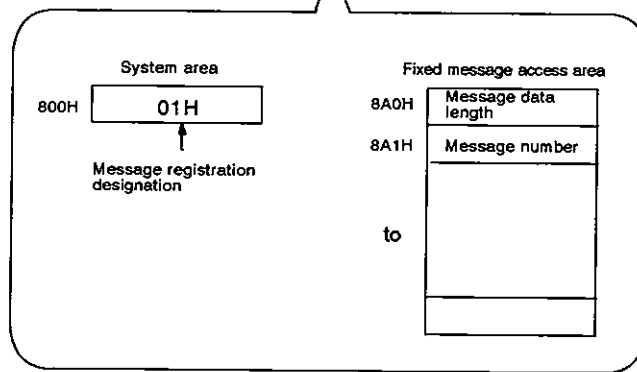 System area
800H
01H
Message registration
designation
Fixed message access area
8A0H
Message data
length
8A1H
Message number
to